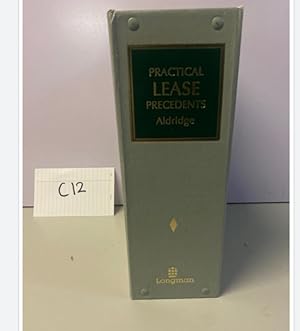 PRACTICAL
LEASE
PRECEDENTS
Aldridge
C12
Longman